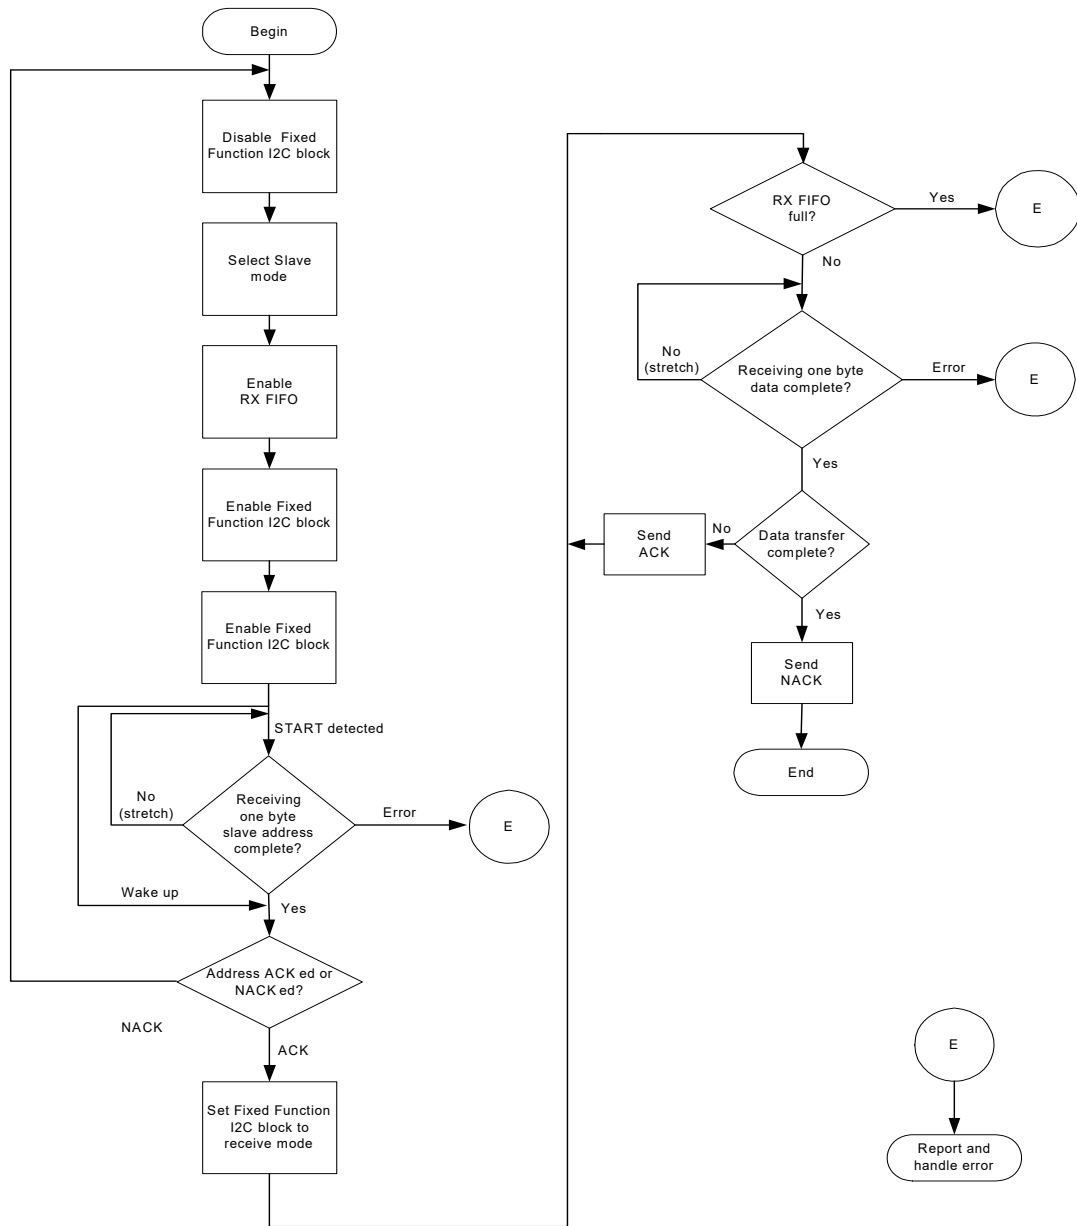 Begin
Disable Fixed
Function I2C block
Select Slave
mode
Enable
RX FIFO
Enable Fixed
Function I2C block
Enable Fixed
Function I2C block
START detected
No
(stretch)
Receiving
one byte
slave address
complete?
Error
E
Wake up
Yes
Address ACK ed or
NACK ed?
NACK
ACK
Set Fixed Function
I2C block to
receive mode
RX FIFO
full?
Yes
E
No
No
(stretch)
Receiving one byte
data complete?
Error
E
Yes
Data transfer
complete?
No
Send
ACK
Yes
Send
NACK
End
E
Report and
handle error